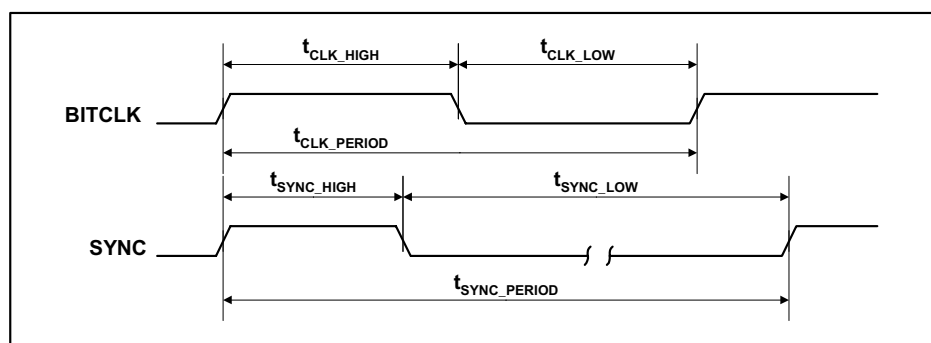 tCLK_HIGH tCLK_LOW
BITCLK
tCLK_PERIOD
tSYNC_HIGH tSYNC_LOW
SYNC
tSYNC_PERIOD